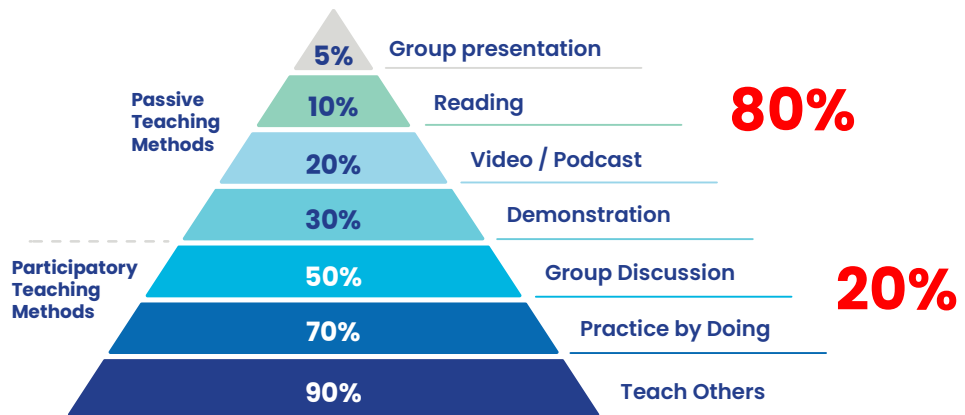 5%
Group presentation
Passive
Teaching
Methods
10%
Reading
80%
20%
Video / Podcast
30%
Demonstration
Participatory
Teaching
Methods
50%
Group Discussion
20%
70%
Practice by Doing
90%
Teach Others